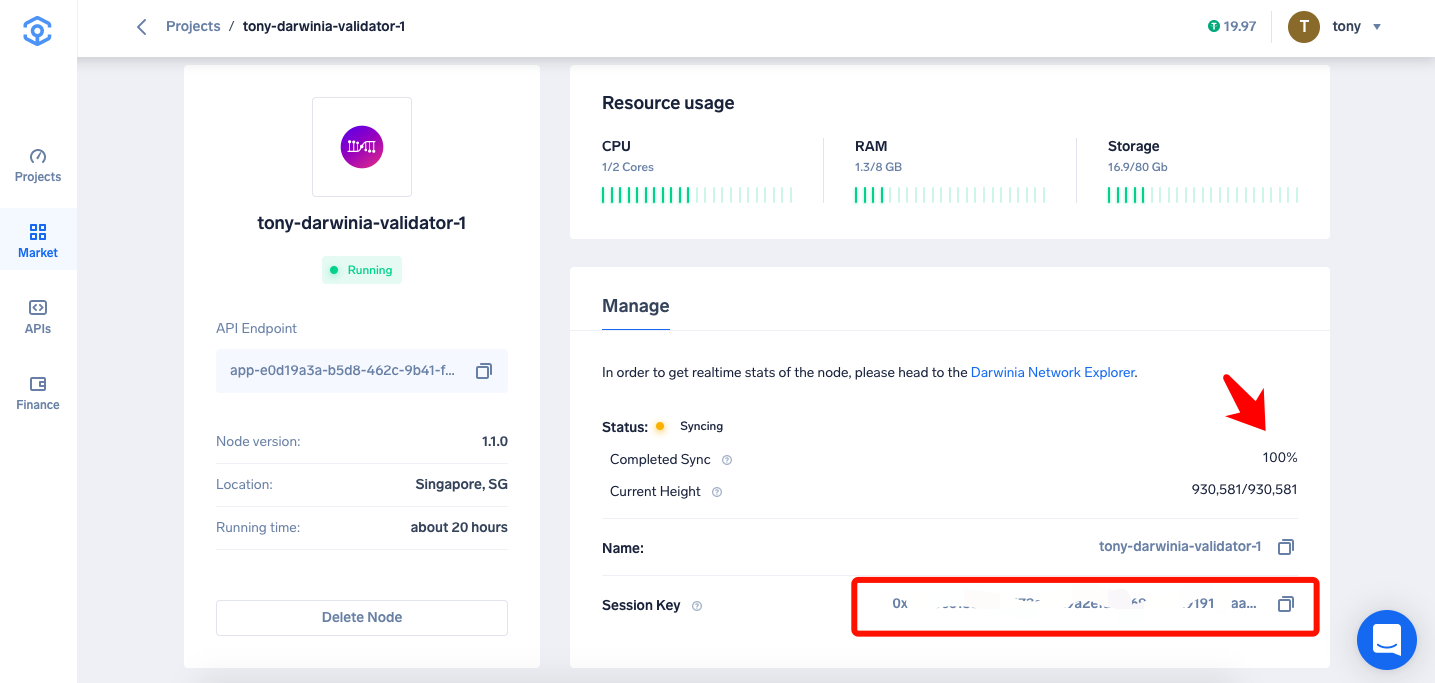 Projects / tony-darwinia-validator-1
19.97
T tony
Projects
Market
APIs
Finance
tony-darwinia-validator-1
Running
API Endpoint
app-e0d19a3a-b5d8-462c-9b41-f...
Node version: 1.1.0
Location: Singapore, SG
Running time: about 20 hours
Delete Node
Resource usage
CPU
1/2 Cores
RAM
1.3/8 GB
Storage
16.9/80 Gb
Manage
In order to get realtime stats of the node, please head to the Darwinia Network Explorer.
Status: Syncing
Completed Sync ? 100%
Current Height ? 930,581/930,581
Name: tony-darwinia-validator-1
Session Key ? 0x aa...